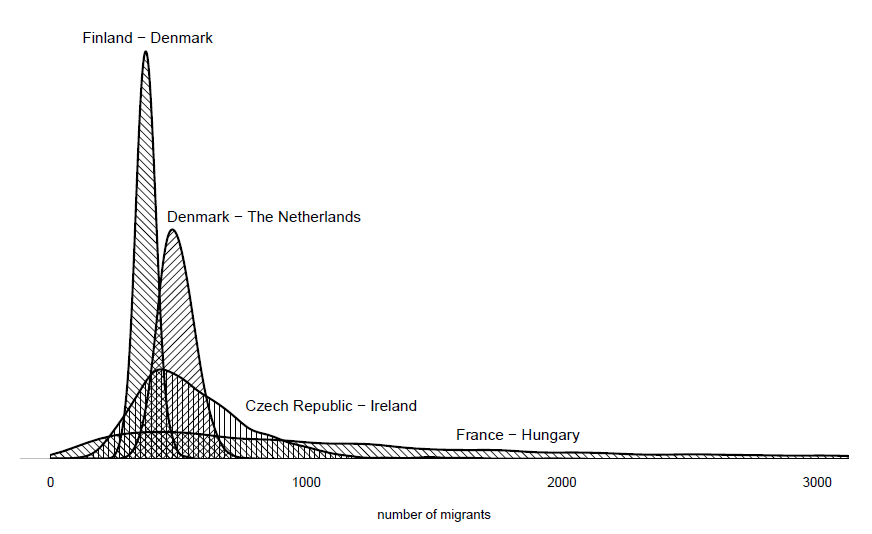 Finland − Denmark
Denmark − The Netherlands
Czech Republic − Ireland
France − Hungary
0 1000 2000 3000
number of migrants